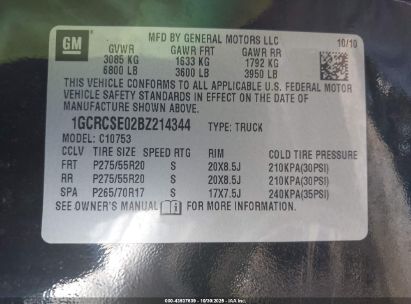 GM
MFD BY GENERAL MOTORS LLC
10/10
GVWR GAWR FRT GAWR RR
3085 KG 1633 KG 1792 KG
6800 LB 3600 LB 3950 LB
THIS VEHICLE CONFORMS TO ALL APPLICABLE U.S. FEDERAL MOTOR
VEHICLE SAFETY STANDARDS IN EFFECT ON THE DATE OF
MANUFACTURE SHOWN ABOVE.
1GCRCSE02BZ214344 TYPE: TRUCK
MODEL: C10753
CCLV TIRE SIZE SPEED RTG RIM COLD TIRE PRESSURE
FRT P275/55R20 S 20X8.5J 210KPA(30PSI)
RR P275/55R20 S 20X8.5J 210KPA(30PSI)
SPA P265/70R17 S 17X7.5J 240KPA(35PSI)
SEE OWNER'S MANUAL FOR MORE INFORMATION.